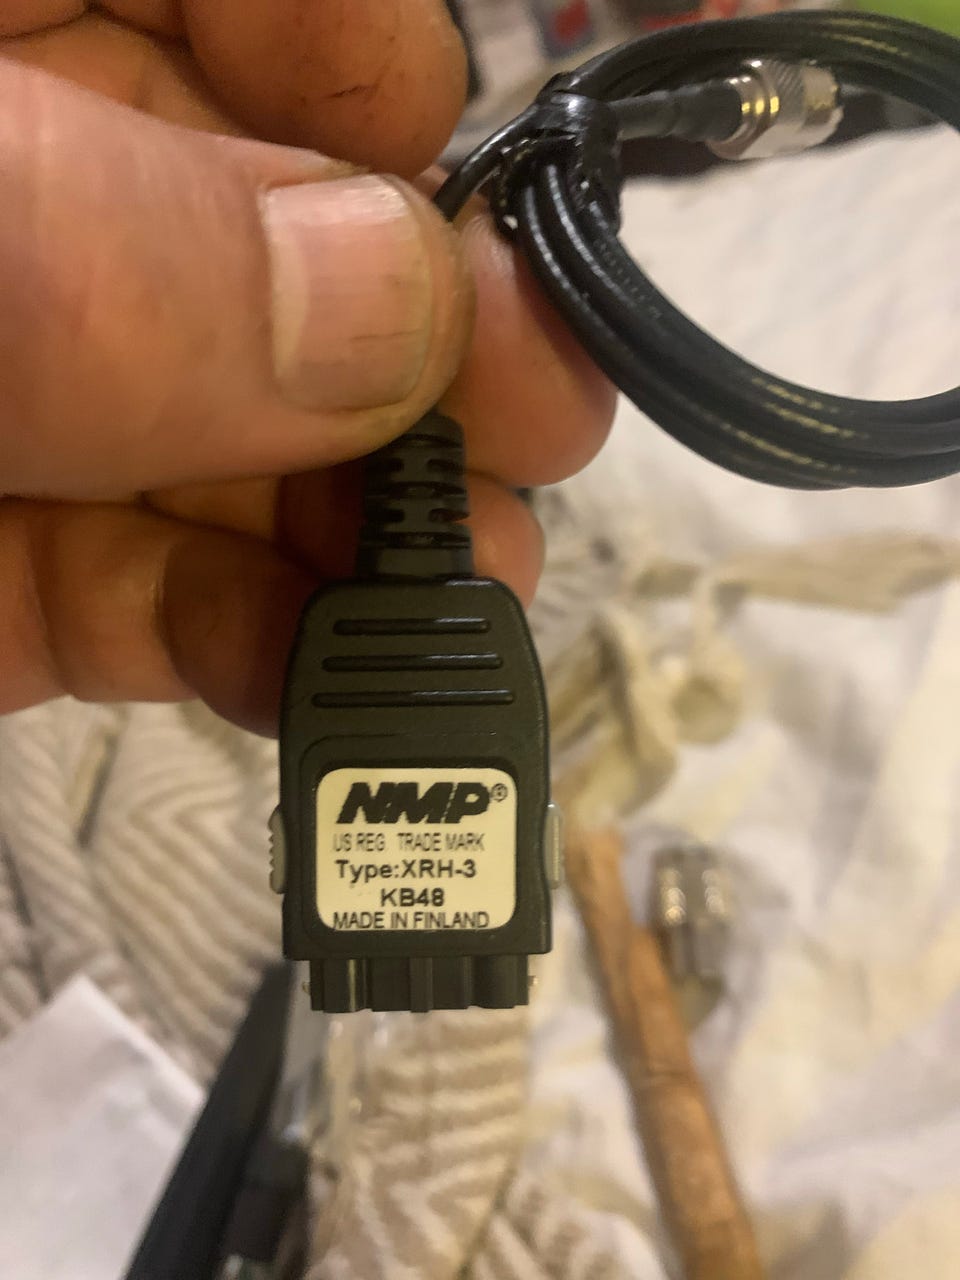 NMP®
US REG TRADE MARK
Type:XRH-3
KB48
MADE IN FINLAND